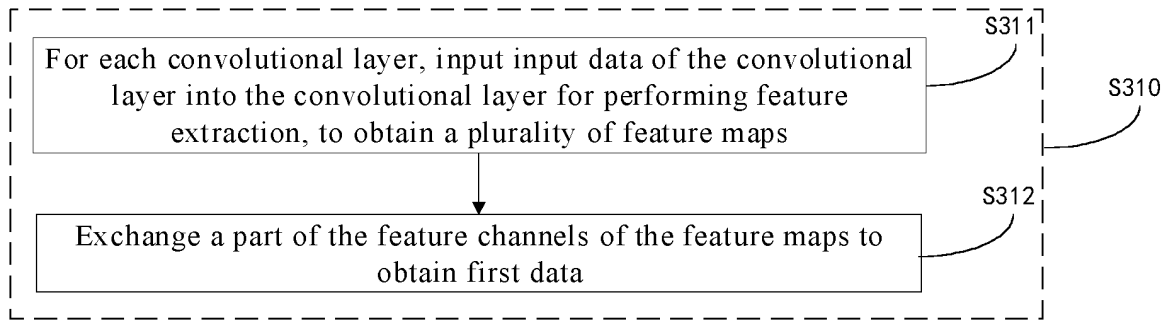 S311
For each convolutional layer, input input data of the convolutional
layer into the convolutional layer for performing feature
extraction, to obtain a plurality of feature maps
S310
S312
Exchange a part of the feature channels of the feature maps to
obtain first data